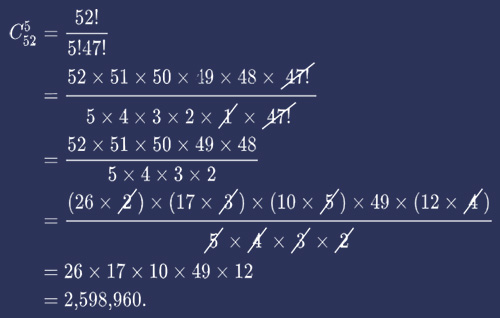 C⁵₅₂ = 52! / 5!47!
= 52 × 51 × 50 × 49 × 48 × 47! / 5 × 4 × 3 × 2 × 1 × 47!
= 52 × 51 × 50 × 49 × 48 / 5 × 4 × 3 × 2
= (26 × 2) × (17 × 3) × (10 × 5) × 49 × (12 × 4) / 5 × 4 × 3 × 2
= 26 × 17 × 10 × 49 × 12
= 2,598,960.